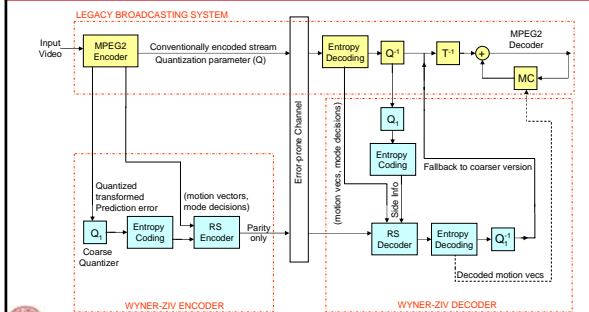 LEGACY BROADCASTING SYSTEM
Input
Video
MPEG2
Encoder
Conventionally encoded stream
Quantization parameter (Q)
Error-prone Channel
Entropy
Decoding
Q-1
T-1
+
MPEG2
Decoder
MC
Q1
Entropy
Coding
(motion vecs, mode decisions)
Side Info
Fallback to coarser version
Quantized
transformed
Prediction error
(motion vectors,
mode decisions)
Q1
Coarse
Quantizer
Entropy
Coding
RS
Encoder
Parity
only
RS
Decoder
Entropy
Decoding
Q1-1
Decoded motion vecs
WYNER-ZIV ENCODER
WYNER-ZIV DECODER